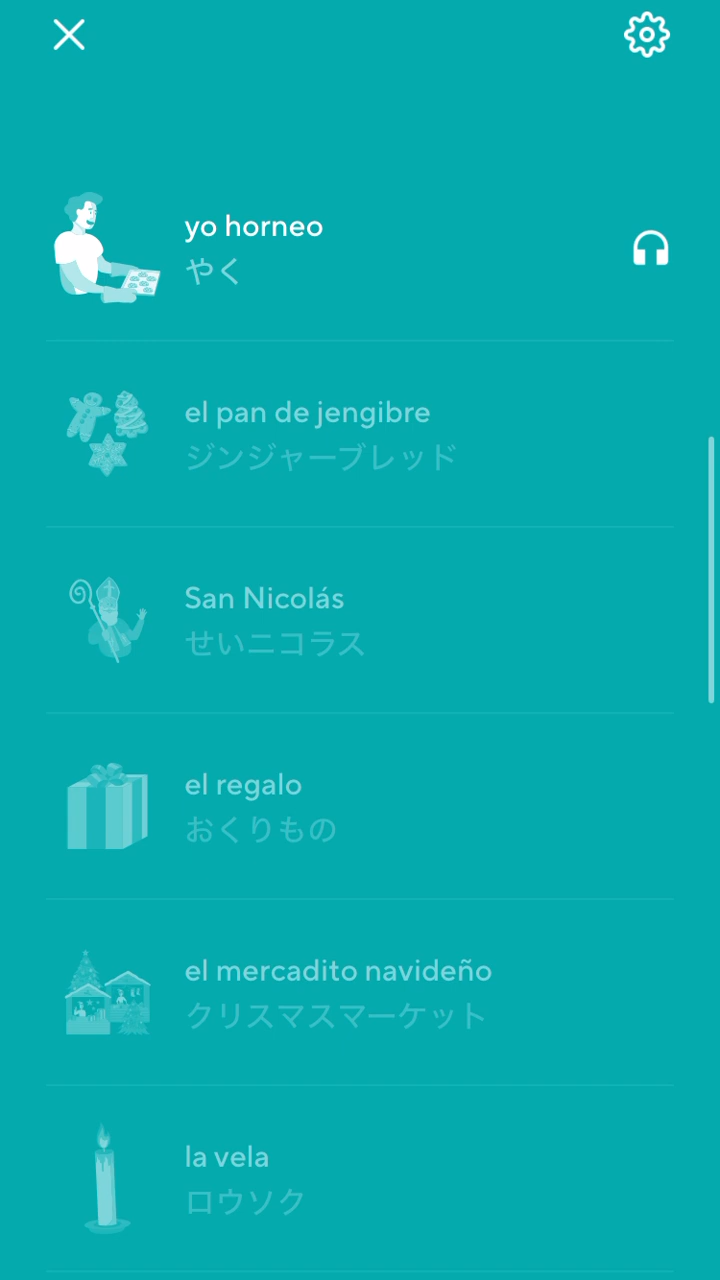 yo horneo
やく
el pan de jengibre
ジンジャーブレッド
San Nicolás
せいニコラス
el regalo
おくりもの
el mercadito navideño
クリスマスマーケット
la vela
ロウソク